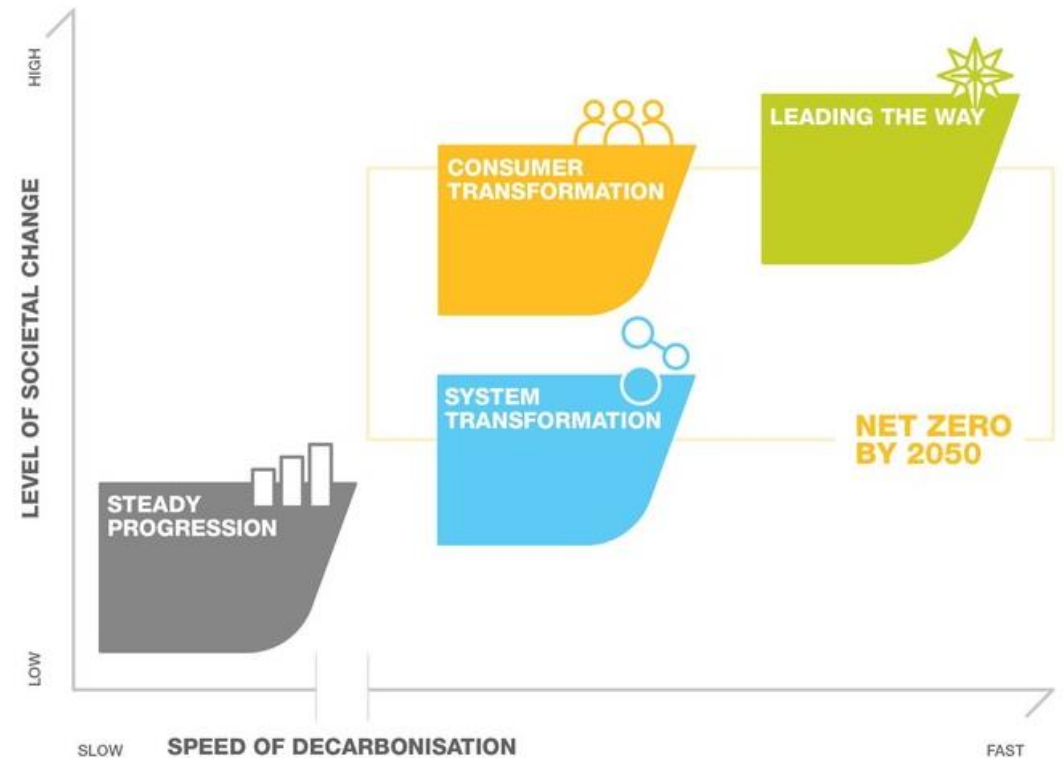 HIGH
LEADING THE WAY
CONSUMER
TRANSFORMATION
LEVEL OF SOCIETAL CHANGE
SYSTEM
TRANSFORMATION
NET ZERO
BY 2050
STEADY
PROGRESSION
LOW
SLOW
SPEED OF DECARBONISATION
FAST